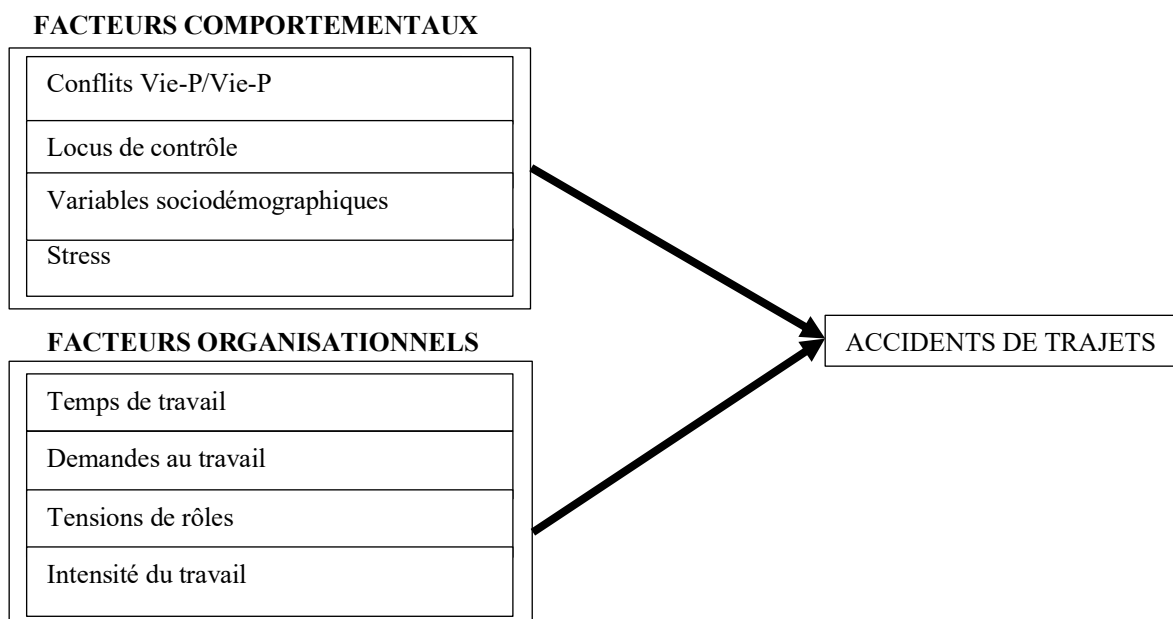 FACTEURS COMPORTEMENTAUX
Conflits Vie-P/Vie-P
Locus de contrôle
Variables sociodémographiques
Stress
FACTEURS ORGANISATIONNELS
Temps de travail
Demandes au travail
Tensions de rôles
Intensité du travail
ACCIDENTS DE TRAJETS